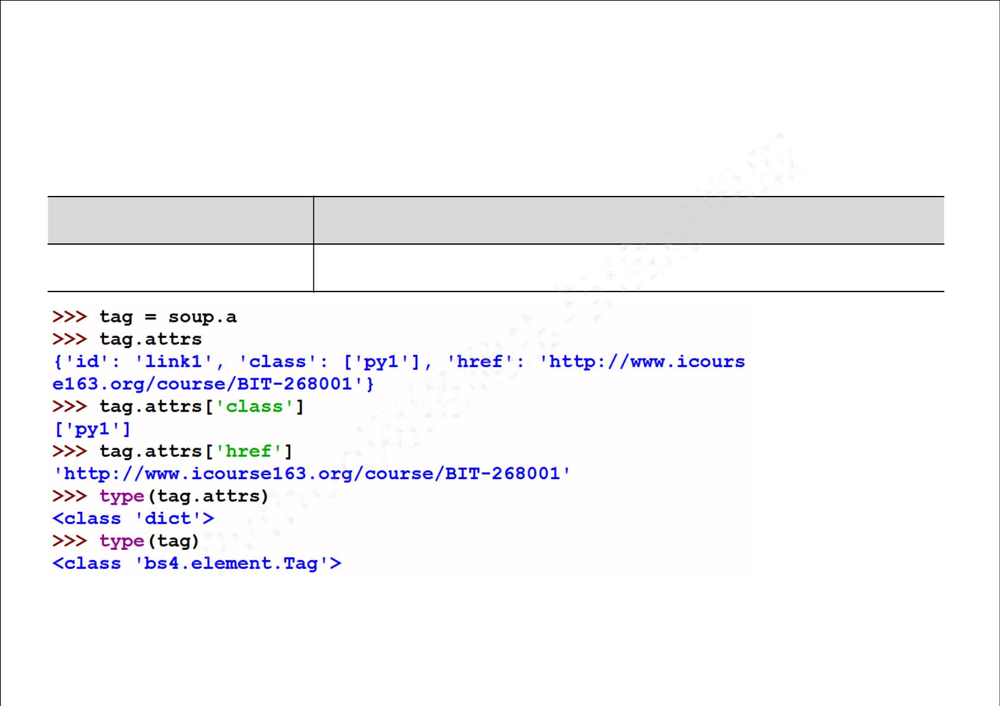 >>> tag = soup.a
>>> tag.attrs
{'id': 'link1', 'class': ['py1'], 'href': 'http://www.icours
e163.org/course/BIT-268001'}
>>> tag.attrs['class']
['py1']
>>> tag.attrs['href']
'http://www.icourse163.org/course/BIT-268001'
>>> type(tag.attrs)
<class 'dict'>
>>> type(tag)
<class 'bs4.element.Tag'>